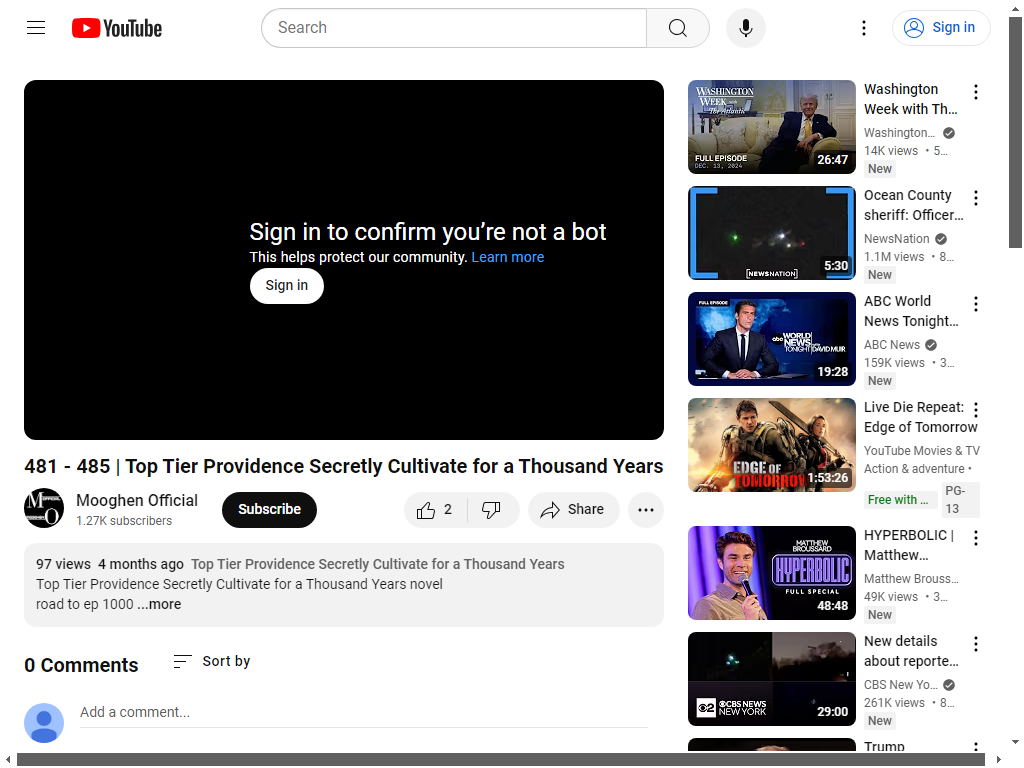 YouTube
Search
Sign in
Sign in to confirm you're not a bot
This helps protect our community. Learn more
Sign in
481 - 485 | Top Tier Providence Secretly Cultivate for a Thousand Years
Mooghen Official
1.27K subscribers
Subscribe
2
Share
97 views 4 months ago Top Tier Providence Secretly Cultivate for a Thousand Years
Top Tier Providence Secretly Cultivate for a Thousand Years novel
road to ep 1000 ...more
0 Comments
Sort by
Add a comment...
WASHINGTON
WEEK with
The Atlantic
FULL EPISODE
DEC. 13, 2024
26:47
Washington
Week with Th...
Washington...
14K views • 5...
New
[NEWSNATION]
5:30
Ocean County
sheriff: Officer...
NewsNation
1.1M views • 8...
New
FULL EPISODE
abc WORLD
NEWS
TONIGHT DAVID MUIR
19:28
ABC World
News Tonight...
ABC News
159K views • 3...
New
EDGE OF
TOMORROW
1:53:26
Live Die Repeat:
Edge of Tomorrow
YouTube Movies & TV
Action & adventure •
Free with ...
PG-
13
MATTHEW
BROUSSARD
HYPERBOLIC
FULL SPECIAL
48:48
HYPERBOLIC |
Matthew...
Matthew Brouss...
49K views • 3...
New
2 CBS NEWS
NEW YORK
29:00
New details
about reporte...
CBS New Yo...
261K views • 8...
New
Trump